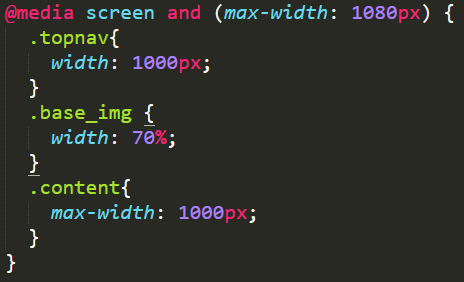 @media screen and (max-width: 1080px) {
  .topnav{
    width: 1000px;
  }
  .base_img {
    width: 70%;
  }
  .content{
    max-width: 1000px;
  }
}